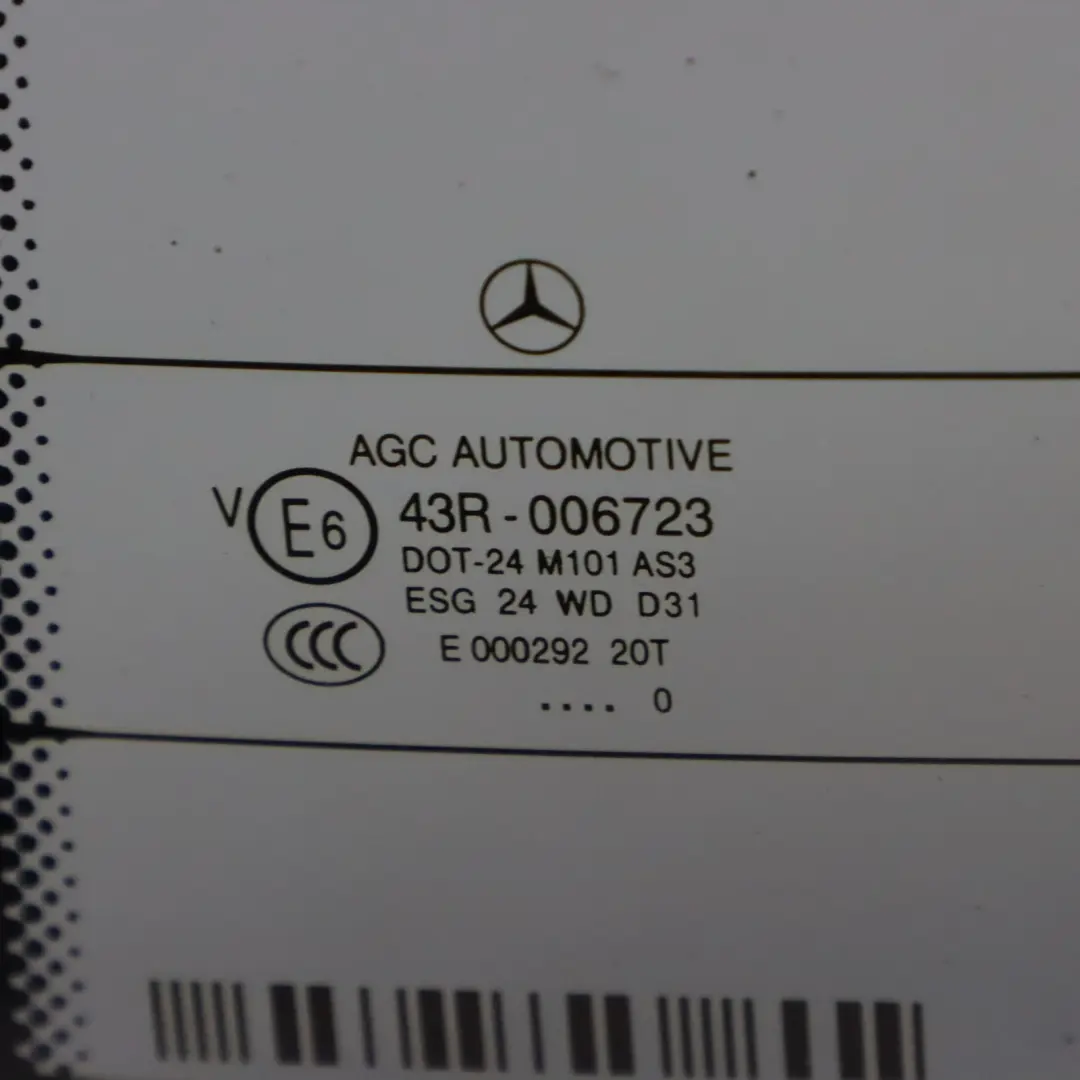 AGC AUTOMOTIVE
V E6 43R - 006723
DOT-24 M101 AS3
ESG 24 WD D31
CCC E 000292 20T
.... 0